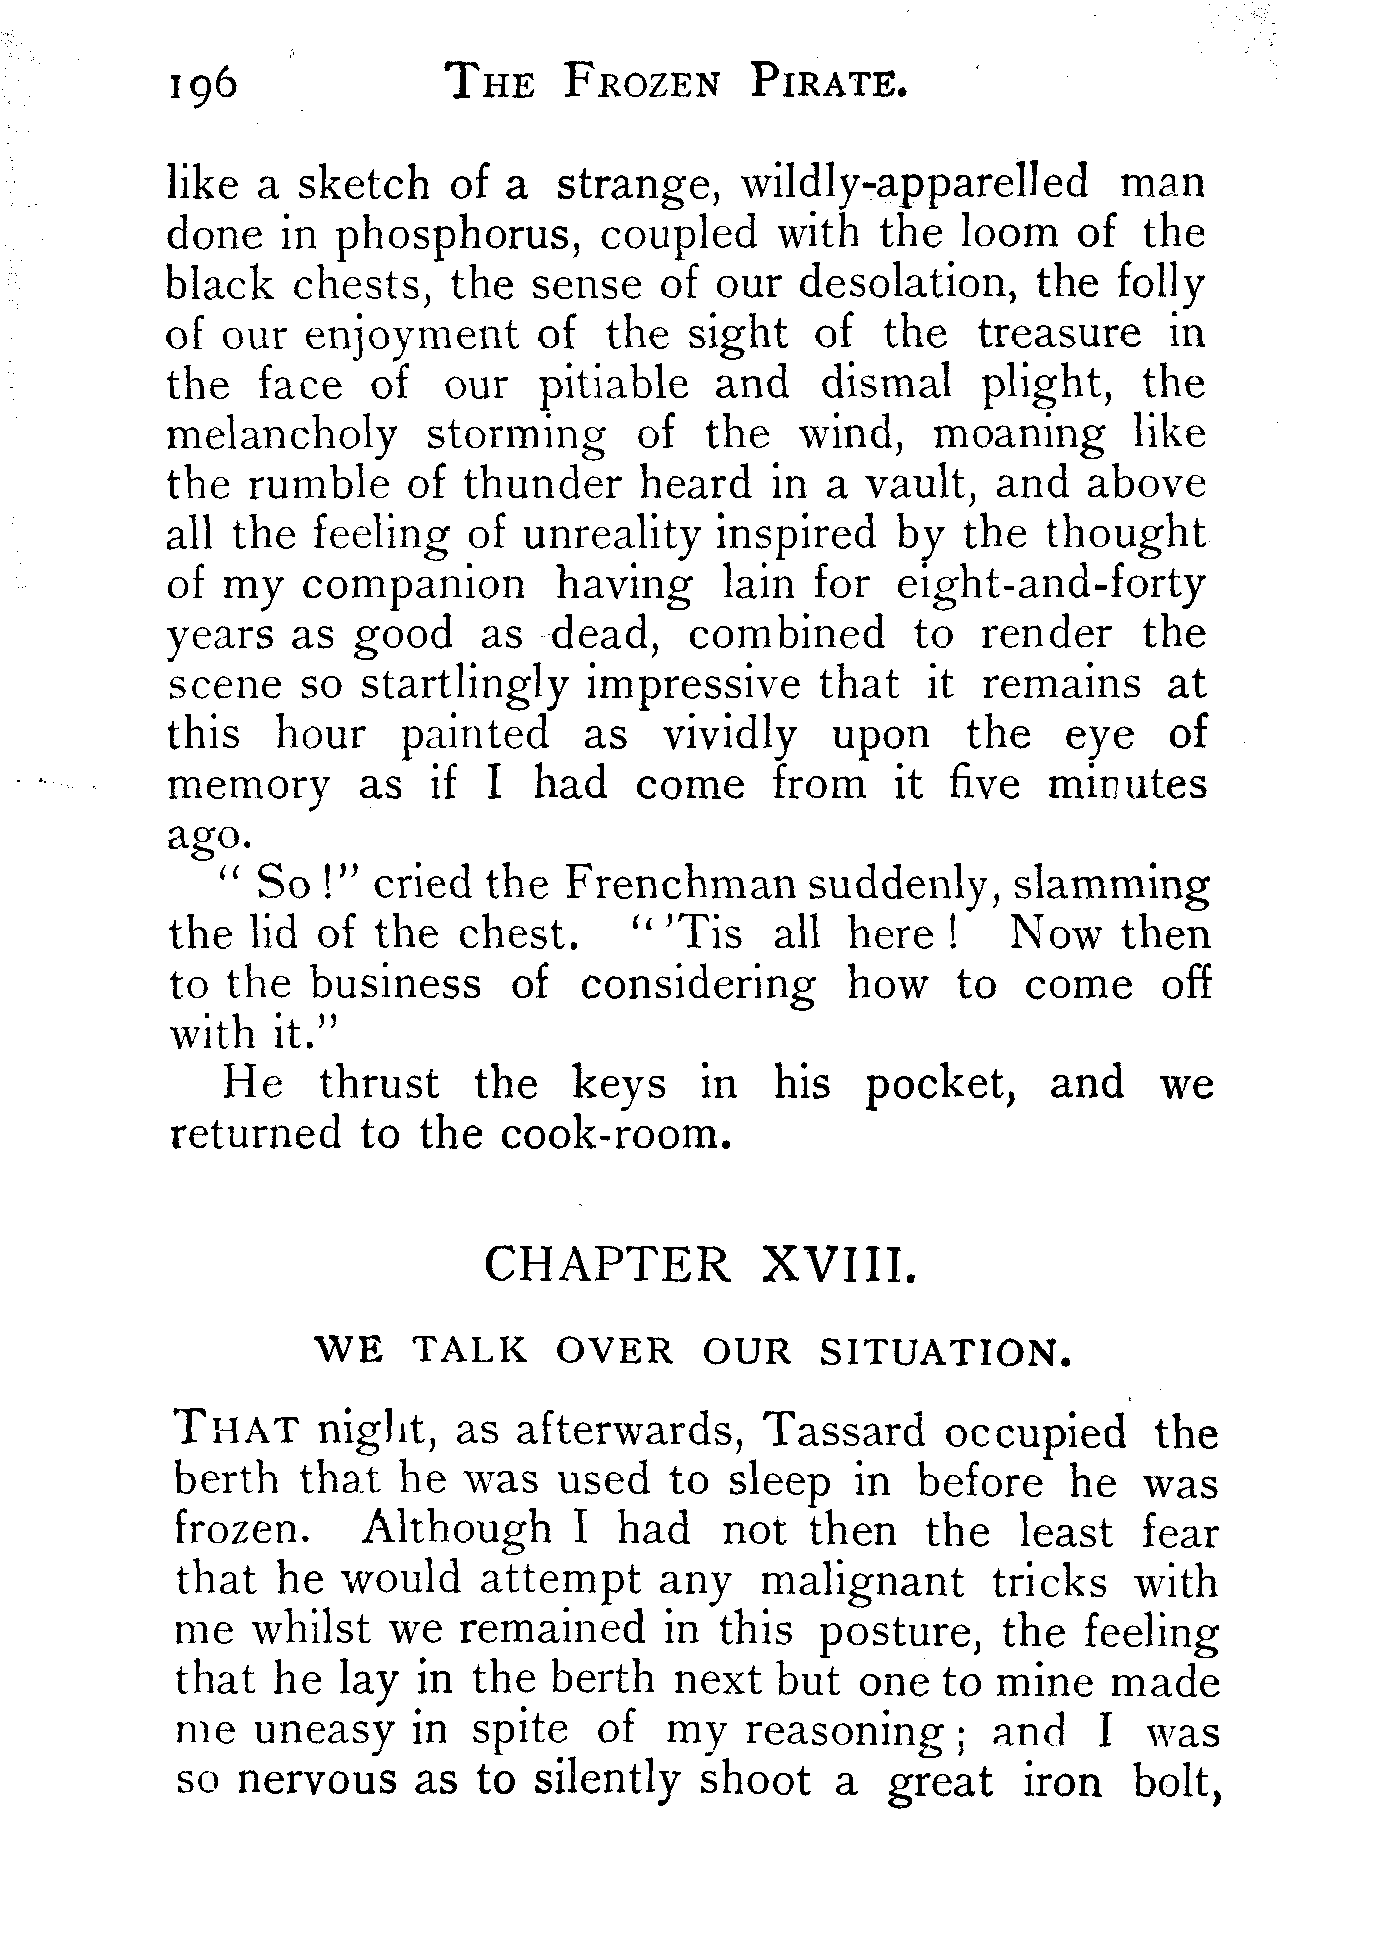 196 THE FROZEN PIRATE.
like a sketch of a strange, wildly-apparelled man
done in phosphorus, coupled with the loom of the
black chests, the sense of our desolation, the folly
of our enjoyment of the sight of the treasure in
the face of our pitiable and dismal plight, the
melancholy storming of the wind, moaning like
the rumble of thunder heard in a vault, and above
all the feeling of unreality inspired by the thought
of my companion having lain for eight-and-forty
years as good as dead, combined to render the
scene so startlingly impressive that it remains at
this hour painted as vividly upon the eye of
memory as if I had come from it five minutes
ago.
" So !" cried the Frenchman suddenly, slamming
the lid of the chest. " 'Tis all here ! Now then
to the business of considering how to come off
with it."
He thrust the keys in his pocket, and we
returned to the cook-room.
CHAPTER XVIII.
WE TALK OVER OUR SITUATION.
THAT night, as afterwards, Tassard occupied the
berth that he was used to sleep in before he was
frozen. Although I had not then the least fear
that he would attempt any malignant tricks with
me whilst we remained in this posture, the feeling
that he lay in the berth next but one to mine made
me uneasy in spite of my reasoning ; and I was
so nervous as to silently shoot a great iron bolt,